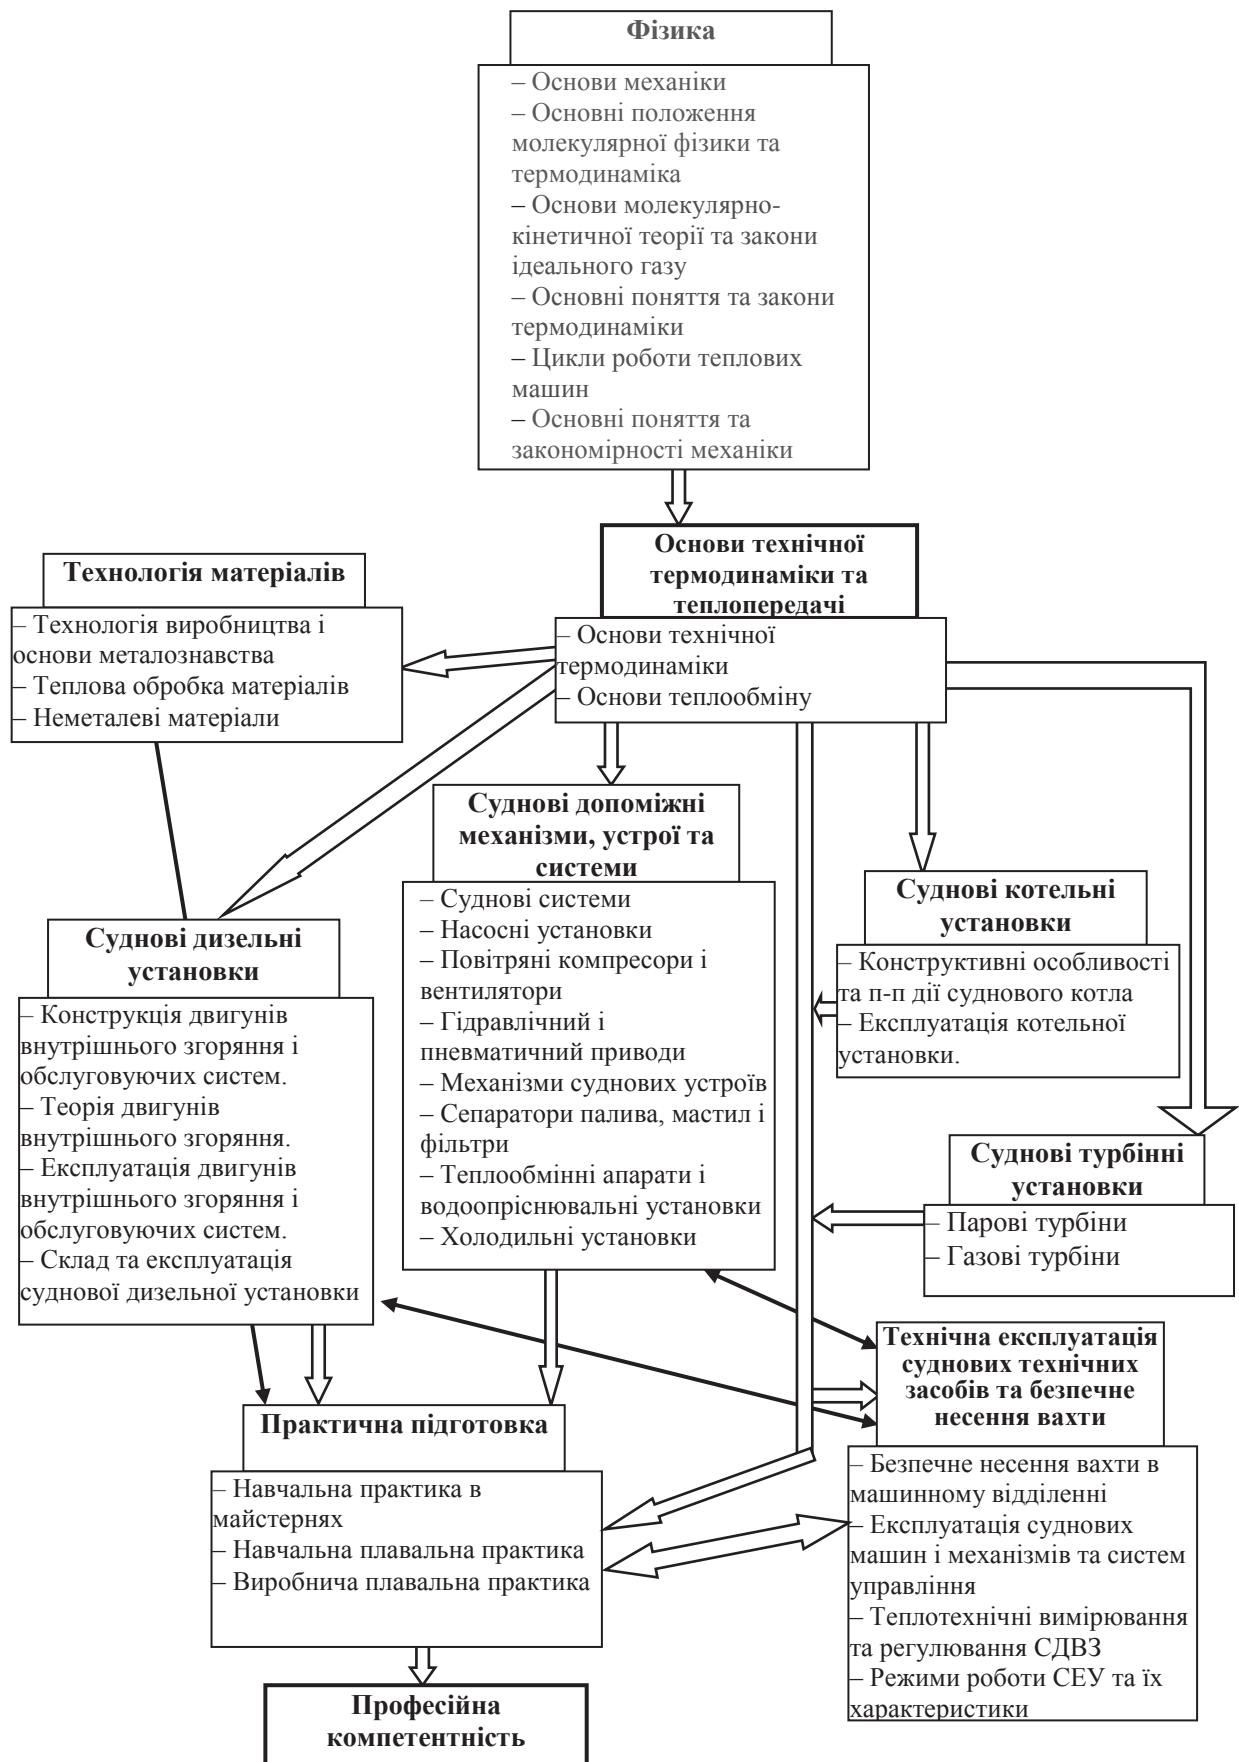 Фізика
– Основи механіки
– Основні положення
молекулярної фізики та
термодинаміка
– Основи молекулярно-
кінетичної теорії та закони
ідеального газу
– Основні поняття та закони
термодинаміки
– Цикли роботи теплових
машин
– Основні поняття та
закономірності механіки
Основи технічної
термодинаміки та
теплопередачі
– Основи технічної
термодинаміки
– Основи теплообміну
Технологія матеріалів
– Технологія виробництва і
основи металознавства
– Теплова обробка матеріалів
– Неметалеві матеріали
Суднові допоміжні
механізми, устрої та
системи
– Суднові системи
– Насосні установки
– Повітряні компресори і
вентилятори
– Гідравлічний і
пневматичний приводи
– Механізми суднових устроїв
– Сепаратори палива, мастил і
фільтри
– Теплообмінні апарати і
водоопріснювальні установки
– Холодильні установки
Суднові котельні
установки
– Конструктивні особливості
та п-п дії суднового котла
– Експлуатація котельної
установки.
Суднові дизельні
установки
– Конструкція двигунів
внутрішнього згоряння і
обслуговуючих систем.
– Теорія двигунів
внутрішнього згоряння.
– Експлуатація двигунів
внутрішнього згоряння і
обслуговуючих систем.
– Склад та експлуатація
суднової дизельної установки
Суднові турбінні
установки
– Парові турбіни
– Газові турбіни
Технічна експлуатація
суднових технічних
засобів та безпечне
несення вахти
– Безпечне несення вахти в
машинному відділенні
– Експлуатація суднових
машин і механізмів та систем
управління
– Теплотехнічні вимірювання
та регулювання СДВЗ
– Режими роботи СЕУ та їх
характеристики
Практична підготовка
– Навчальна практика в
майстернях
– Навчальна плавальна практика
– Виробнича плавальна практика
Професійна
компетентність